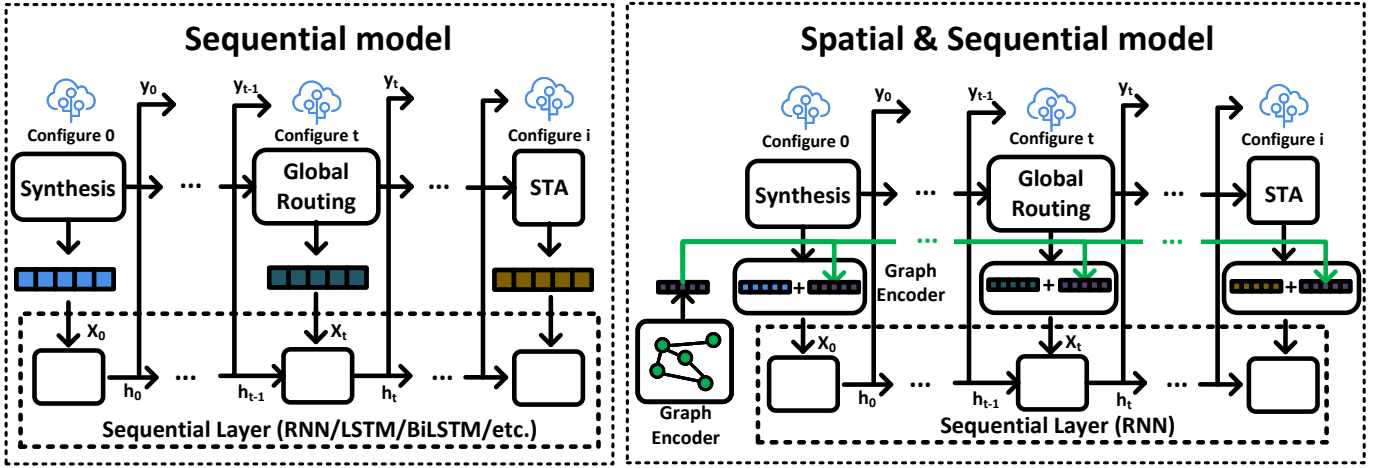 Sequential model
y0
yt-1
yt
Configure 0
Configure t
Configure i
Synthesis
...
Global
Routing
...
STA
X0
Xt
h0
...
ht-1
ht
...
Sequential Layer (RNN/LSTM/BiLSTM/etc.)
Spatial & Sequential model
y0
yt-1
yt
Configure 0
Configure t
Configure i
Synthesis
...
Global
Routing
...
STA
...
...
Graph
Encoder
+
+
+
X0
Xt
h0
...
ht-1
ht
...
Graph
Encoder
Sequential Layer (RNN)